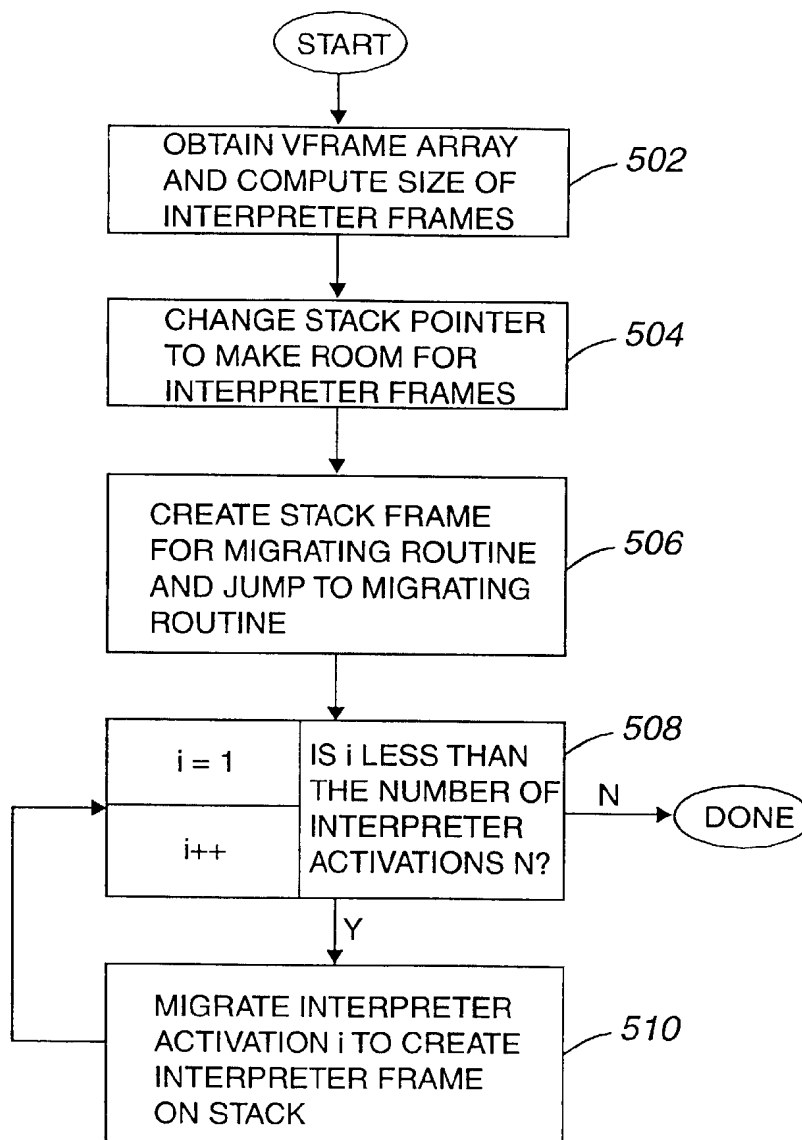 START
OBTAIN VFRAME ARRAY
AND COMPUTE SIZE OF
INTERPRETER FRAMES
502
CHANGE STACK POINTER
TO MAKE ROOM FOR
INTERPRETER FRAMES
504
CREATE STACK FRAME
FOR MIGRATING ROUTINE
AND JUMP TO MIGRATING
ROUTINE
506
i = 1
i++
IS i LESS THAN
THE NUMBER OF
INTERPRETER
ACTIVATIONS N?
508
N
DONE
Y
MIGRATE INTERPRETER
ACTIVATION i TO CREATE
INTERPRETER FRAME
ON STACK
510